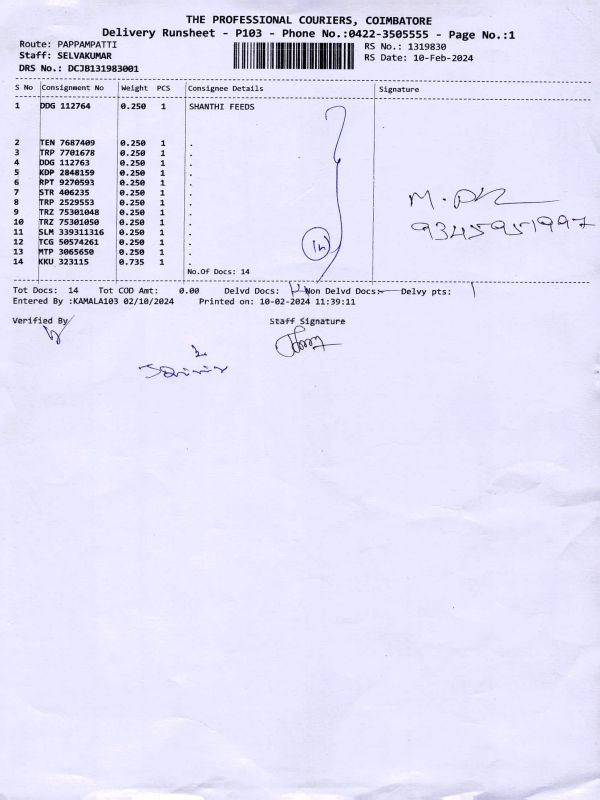 THE PROFESSIONAL COURIERS, COIMBATORE
Delivery Runsheet - P103 - Phone No.:0422-3505555 - Page No.:1
Route: PAPPAMPATTI RS No.: 1319830
Staff: SELVAKUMAR RS Date: 10-Feb-2024
DRS No.: DCJB131983001
S No Consignment No Weight PCS Consignee Details Signature
1 DDG 112764 0.250 1 SHANTHI FEEDS
2 TEN 7687409 0.250 1 .
3 TRP 7701678 0.250 1 .
4 DDG 112763 0.250 1 .
5 KDP 2848159 0.250 1 .
6 RPT 9270593 0.250 1 .
7 STR 406235 0.250 1 .
8 TRP 2529553 0.250 1 .
9 TRZ 75301048 0.250 1 .
10 TRZ 75301050 0.250 1 .
11 SLM 339311316 0.250 1 .
12 TCG 50574261 0.250 1 .
13 MTP 3065650 0.250 1 .
14 KKU 323115 0.735 1 .
M.
9345951997
No.Of Docs: 14
Tot Docs: 14 Tot COD Amt: 0.00 Delvd Docs: Non Delvd Docs: Delvy pts: 1
Entered By :KAMALA103 02/10/2024 Printed on: 10-02-2024 11:39:11
Verified By Staff Signature